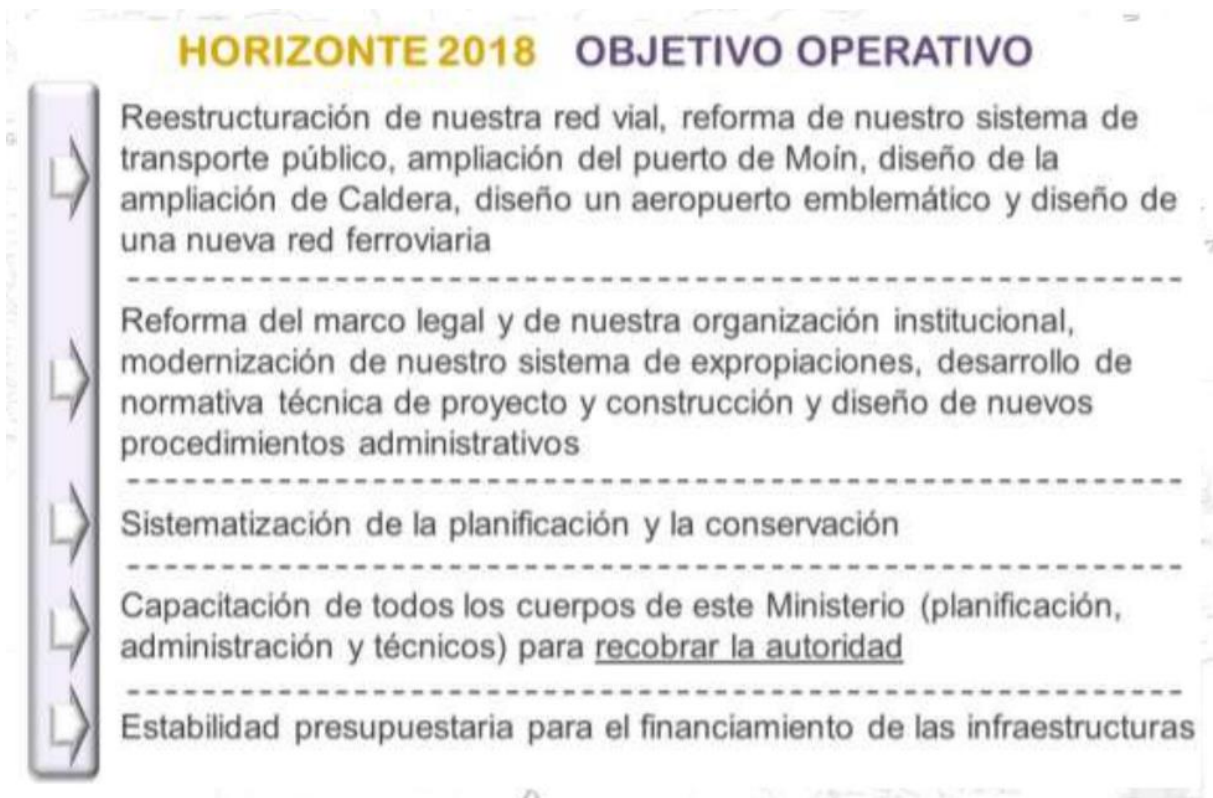 HORIZONTE 2018 OBJETIVO OPERATIVO
Reestructuración de nuestra red vial, reforma de nuestro sistema de
transporte público, ampliación del puerto de Moín, diseño de la
ampliación de Caldera, diseño un aeropuerto emblemático y diseño de
una nueva red ferroviaria
Reforma del marco legal y de nuestra organización institucional,
modernización de nuestro sistema de expropiaciones, desarrollo de
normativa técnica de proyecto y construcción y diseño de nuevos
procedimientos administrativos
Sistematización de la planificación y la conservación
Capacitación de todos los cuerpos de este Ministerio (planificación,
administración y técnicos) para recobrar la autoridad
Estabilidad presupuestaria para el financiamiento de las infraestructuras